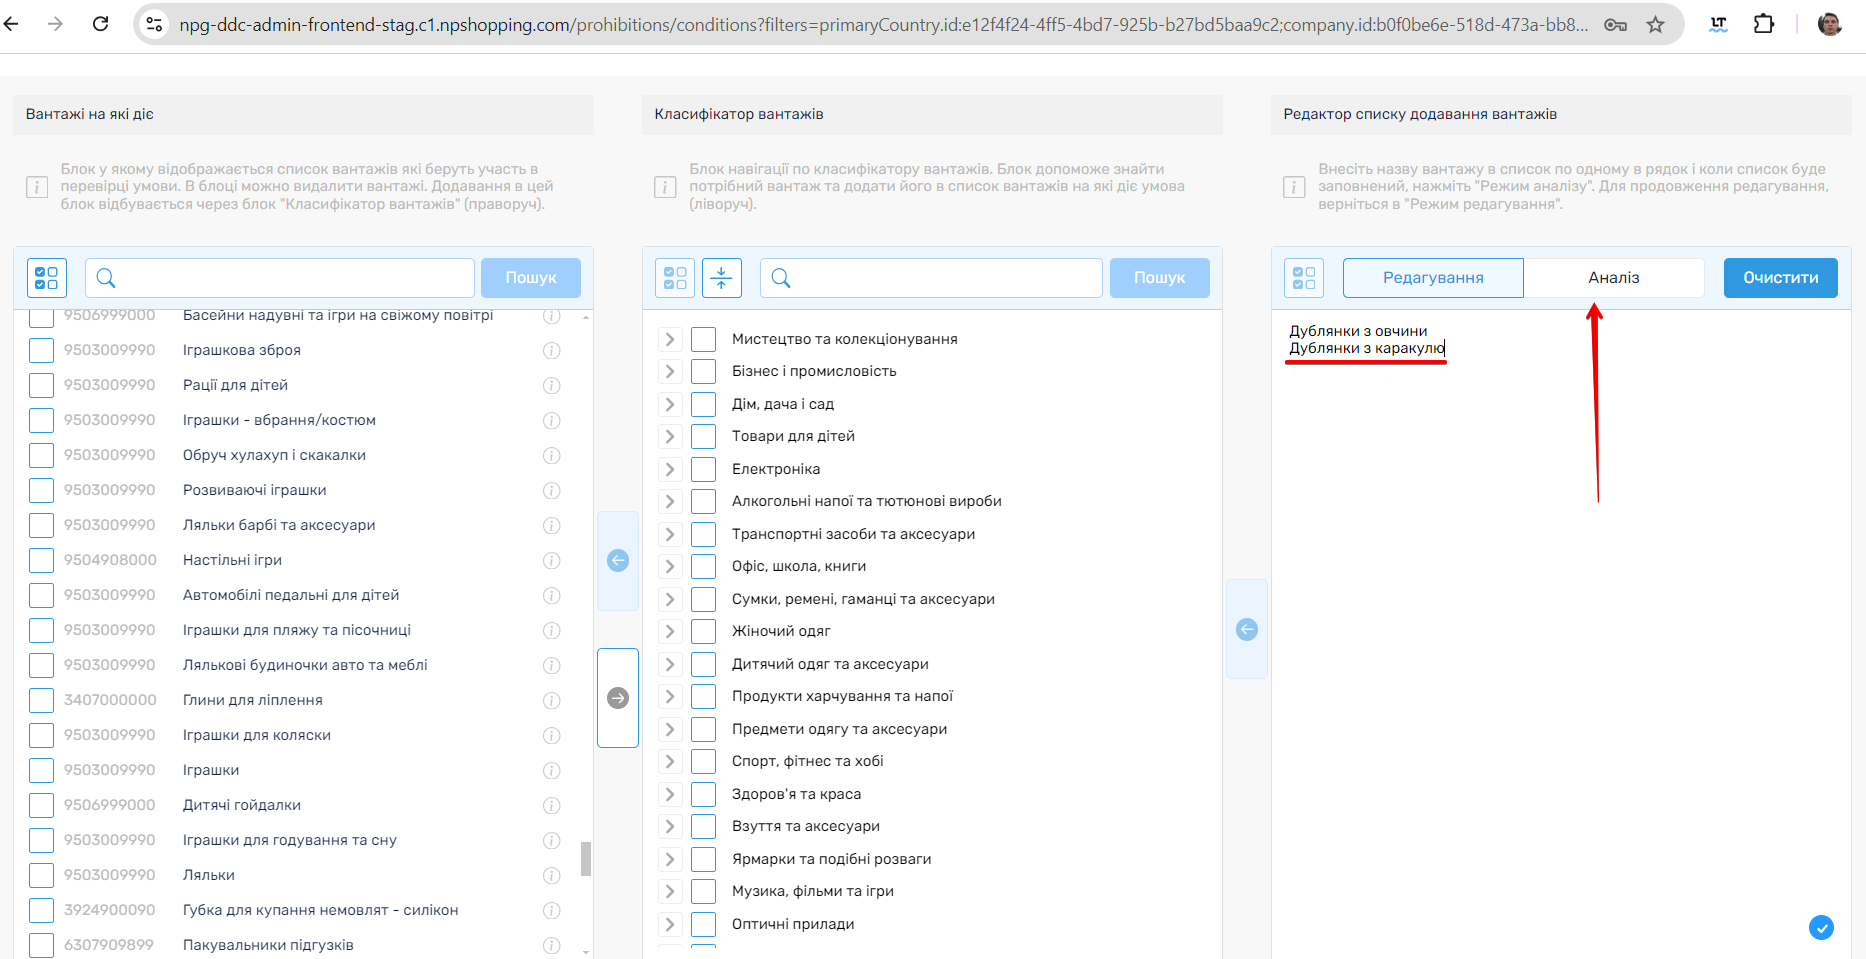 npg-ddc-admin-frontend-stag.c1.npshopping.com/prohibitions/conditions?filters=primaryCountry.id:e12f4f24-4ff5-4bd7-925b-b27bd5baa9c2;company.id:b0f0be6e-518d-473a-bb8...
LT
Вантажі на які діє
Блок у якому відображається список вантажів які беруть участь в
перевірці умови. В блоці можно видалити вантажі. Додавання в цей
блок відбувається через блок "Класифікатор вантажів" (праворуч).
Пошук
9506999000 Басейни надувні та ігри на свіжому повітрі
9503009990 Іграшкова зброя
9503009990 Рації для дітей
9503009990 Іграшки - вбрання/костюм
9503009990 Обруч хулахуп і скакалки
9503009990 Розвиваючі іграшки
9503009990 Ляльки барбі та аксесуари
9504908000 Настільні ігри
9503009990 Автомобілі педальні для дітей
9503009990 Іграшки для пляжу та пісочниці
9503009990 Лялькові будиночки авто та меблі
3407000000 Глини для ліплення
9503009990 Іграшки для коляски
9503009990 Іграшки
9506999000 Дитячі гойдалки
9503009990 Іграшки для годування та сну
9503009990 Ляльки
3924900090 Губка для купання немовлят - силікон
6307909899 Пакувальники підгузків
Класифікатор вантажів
Блок навігації по класифікатору вантажів. Блок допоможе знайти
потрібний вантаж та додати його в список вантажів на які діє умова
(ліворуч).
Пошук
Мистецтво та колекціонування
Бізнес і промисловість
Дім, дача і сад
Товари для дітей
Електроніка
Алкогольні напої та тютюнові вироби
Транспортні засоби та аксесуари
Офіс, школа, книги
Сумки, ремені, гаманці та аксесуари
Жіночий одяг
Дитячий одяг та аксесуари
Продукти харчування та напої
Предмети одягу та аксесуари
Спорт, фітнес та хобі
Здоров'я та краса
Взуття та аксесуари
Ярмарки та подібні розваги
Музика, фільми та ігри
Оптичні прилади
Редактор списку додавання вантажів
Внесіть назву вантажу в список по одному в рядок і коли список буде
заповнений, нажміть "Режим аналізу". Для продовження редагування,
верніться в "Режим редагування".
Редагування
Аналіз
Очистити
Дублянки з овчини
Дублянки з каракулю